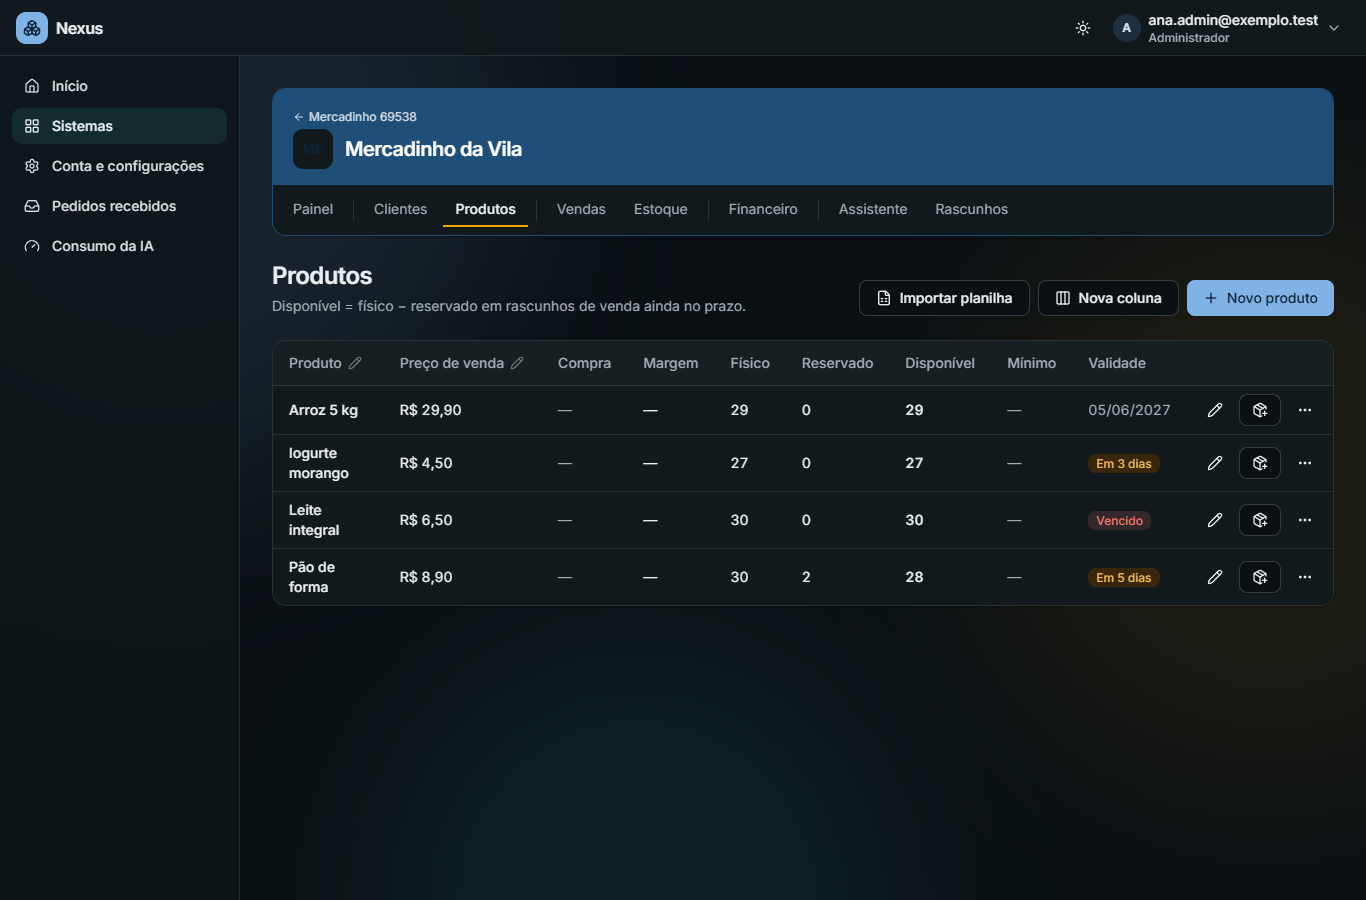 Nexus
ana.admin@exemplo.test
A
Administrador
Início
Sistemas
Conta e configurações
Pedidos recebidos
Consumo da IA
← Mercadinho 69538
ME
Mercadinho da Vila
Painel Clientes Produtos Vendas Estoque Financeiro Assistente Rascunhos
Produtos
Disponível = físico − reservado em rascunhos de venda ainda no prazo.
Importar planilha Nova coluna + Novo produto
Produto Preço de venda Compra Margem Físico Reservado Disponível Mínimo Validade
Arroz 5 kg R$ 29,90 — — 29 0 29 — 05/06/2027
Iogurte
morango R$ 4,50 — — 27 0 27 — Em 3 dias
Leite
integral R$ 6,50 — — 30 0 30 — Vencido
Pão de
forma R$ 8,90 — — 30 2 28 — Em 5 dias